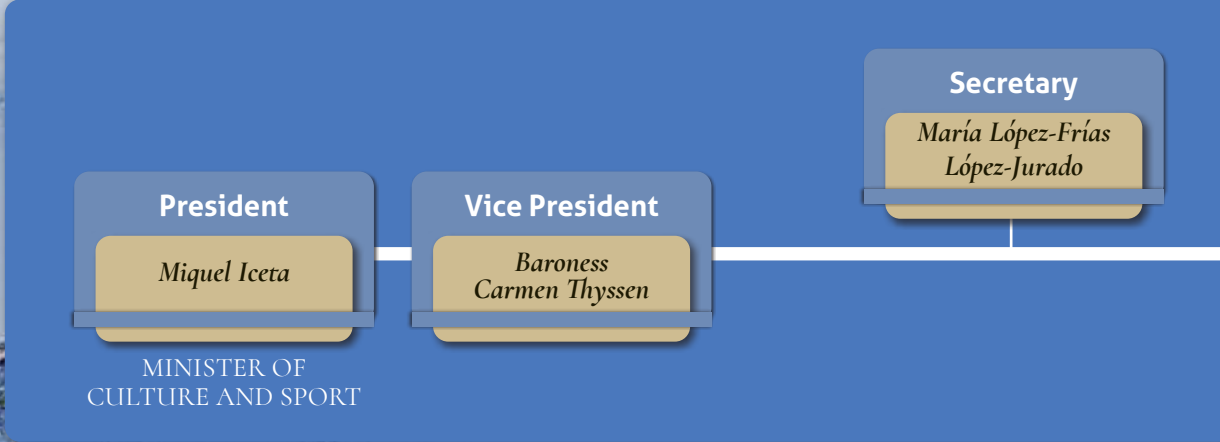 Secretary
María López-Frías
López-Jurado
President
Miquel Iceta
MINISTER OF
CULTURE AND SPORT
Vice President
Baroness
Carmen Thyssen